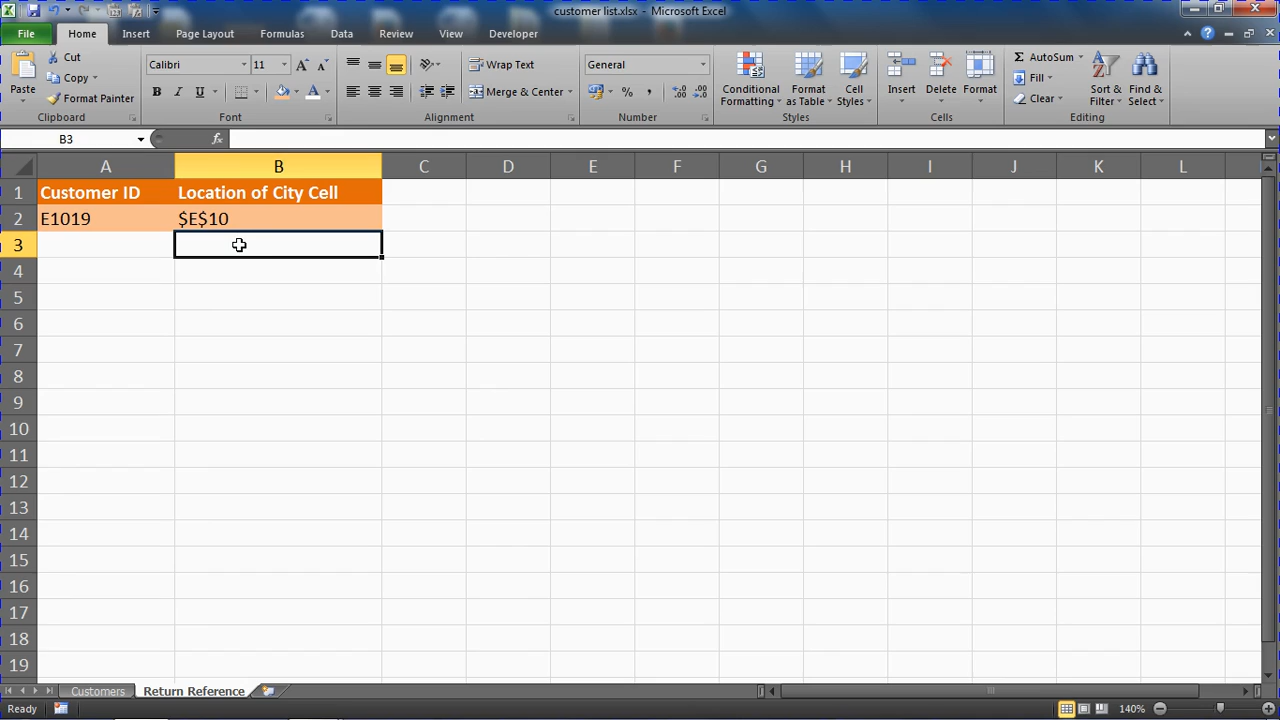 customer list.xlsx - Microsoft Excel
File Home Insert Page Layout Formulas Data Review View Developer
Cut
Copy
Format Painter
Paste
Clipboard
Calibri 11
B I U A
Font
Wrap Text
Merge & Center
Alignment
General
% ,
Number
Conditional Formatting
Format as Table
Cell Styles
Styles
Insert
Delete
Format
Cells
Σ AutoSum
Fill
Clear
Sort & Filter
Find & Select
Editing
B3 fx
A B C D E F G H I J K L
1 Customer ID Location of City Cell
2 E1019 $E$10
3
4
5
6
7
8
9
10
11
12
13
14
15
16
17
18
19
Customers Return Reference
Ready 140%